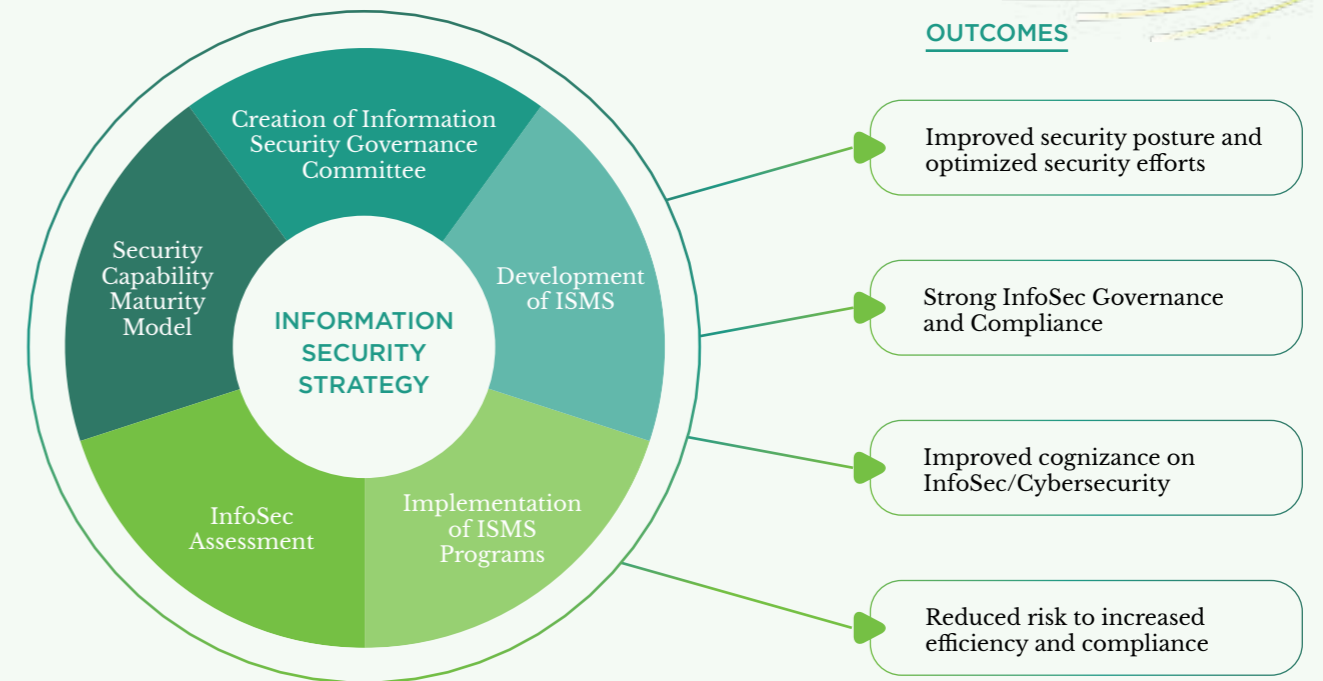 Creation of Information
Security Governance
Committee
Development
of ISMS
Implementation
of ISMS
Programs
InfoSec
Assessment
Security
Capability
Maturity
Model
INFORMATION
SECURITY
STRATEGY
OUTCOMES
Improved security posture and
optimized security efforts
Strong InfoSec Governance
and Compliance
Improved cognizance on
InfoSec/Cybersecurity
Reduced risk to increased
efficiency and compliance